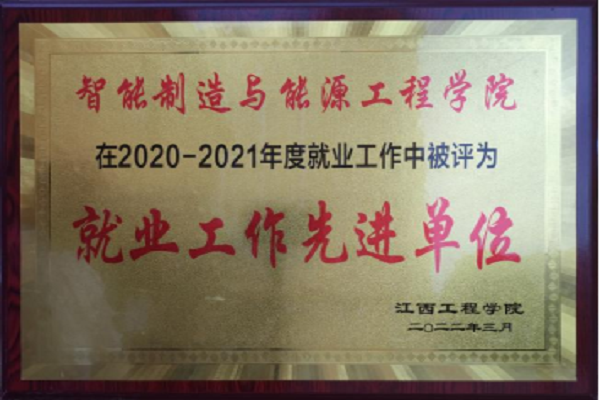 智能制造与能源工程学院
在2020-2021年度就业工作中被评为
就业工作先进单位
江西工程学院
二〇二二年三月